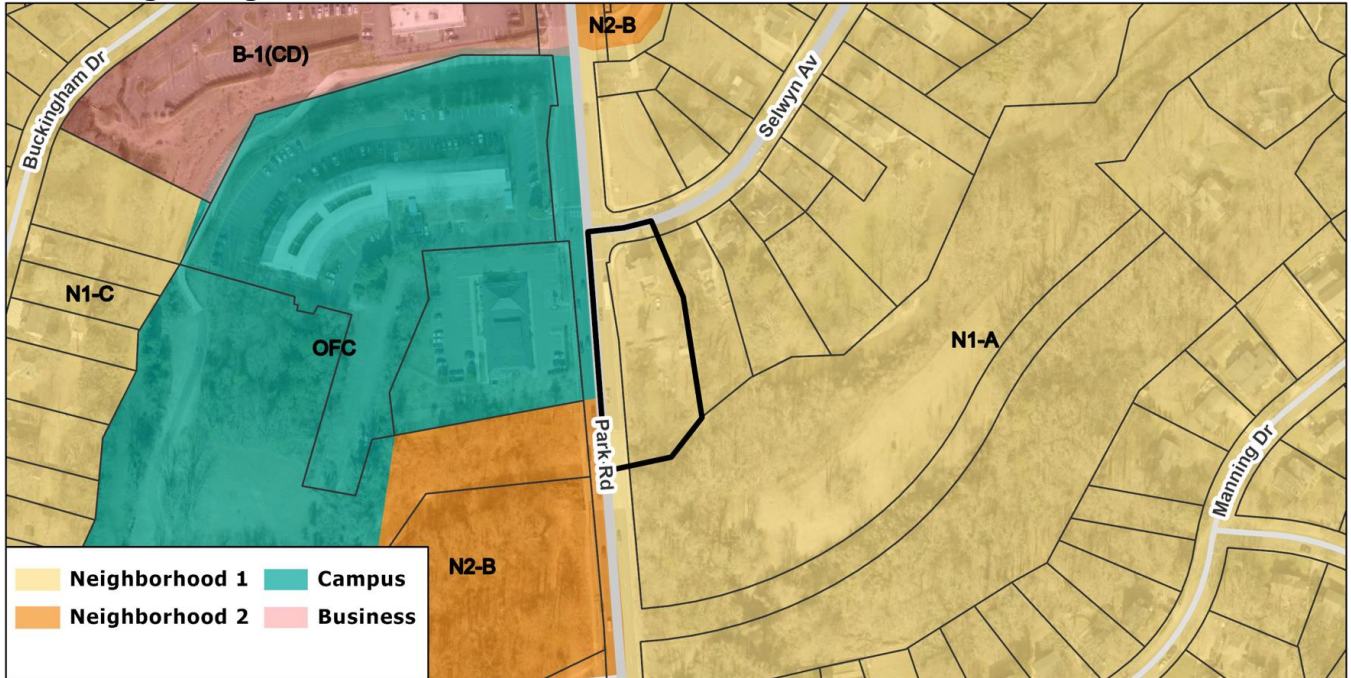 N2-B
B-1(CD)
Buckingham Dr
Selwyn Av
N1-C
OFC
N1-A
Park Rd
Manning Dr
N2-B
Neighborhood 1
Campus
Neighborhood 2
Business